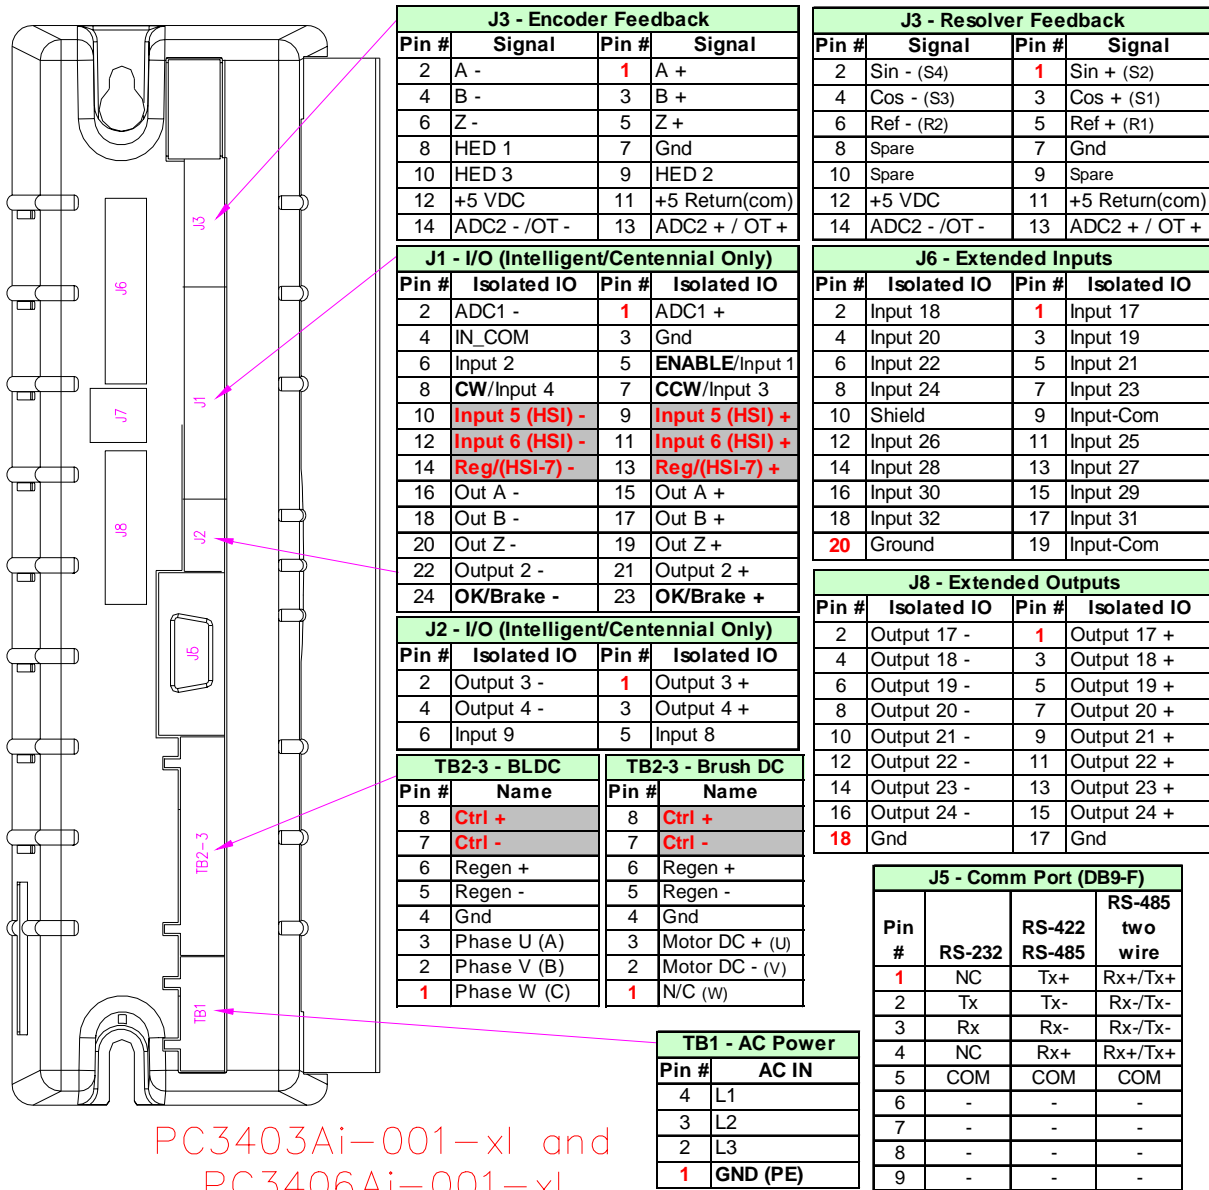 J3 - Encoder Feedback
Pin # Signal Pin # Signal
2 A - 1 A +
4 B - 3 B +
6 Z - 5 Z +
8 HED 1 7 Gnd
10 HED 3 9 HED 2
12 +5 VDC 11 +5 Return(com)
14 ADC2 - /OT - 13 ADC2 + / OT +
J3 - Resolver Feedback
Pin # Signal Pin # Signal
2 Sin - (S4) 1 Sin + (S2)
4 Cos - (S3) 3 Cos + (S1)
6 Ref - (R2) 5 Ref + (R1)
8 Spare 7 Gnd
10 Spare 9 Spare
12 +5 VDC 11 +5 Return(com)
14 ADC2 - /OT - 13 ADC2 + / OT +
J1 - I/O (Intelligent/Centennial Only)
Pin # Isolated IO Pin # Isolated IO
2 ADC1 - 1 ADC1 +
4 IN_COM 3 Gnd
6 Input 2 5 ENABLE/Input 1
8 CW/Input 4 7 CCW/Input 3
10 Input 5 (HSI) - 9 Input 5 (HSI) +
12 Input 6 (HSI) - 11 Input 6 (HSI) +
14 Reg/(HSI-7) - 13 Reg/(HSI-7) +
16 Out A - 15 Out A +
18 Out B - 17 Out B +
20 Out Z - 19 Out Z +
22 Output 2 - 21 Output 2 +
24 OK/Brake - 23 OK/Brake +
J6 - Extended Inputs
Pin # Isolated IO Pin # Isolated IO
2 Input 18 1 Input 17
4 Input 20 3 Input 19
6 Input 22 5 Input 21
8 Input 24 7 Input 23
10 Shield 9 Input-Com
12 Input 26 11 Input 25
14 Input 28 13 Input 27
16 Input 30 15 Input 29
18 Input 32 17 Input 31
20 Ground 19 Input-Com
J2 - I/O (Intelligent/Centennial Only)
Pin # Isolated IO Pin # Isolated IO
2 Output 3 - 1 Output 3 +
4 Output 4 - 3 Output 4 +
6 Input 9 5 Input 8
J8 - Extended Outputs
Pin # Isolated IO Pin # Isolated IO
2 Output 17 - 1 Output 17 +
4 Output 18 - 3 Output 18 +
6 Output 19 - 5 Output 19 +
8 Output 20 - 7 Output 20 +
10 Output 21 - 9 Output 21 +
12 Output 22 - 11 Output 22 +
14 Output 23 - 13 Output 23 +
16 Output 24 - 15 Output 24 +
18 Gnd 17 Gnd
TB2-3 - BLDC
Pin # Name
8 Ctrl +
7 Ctrl -
6 Regen +
5 Regen -
4 Gnd
3 Phase U (A)
2 Phase V (B)
1 Phase W (C)
TB2-3 - Brush DC
Pin # Name
8 Ctrl +
7 Ctrl -
6 Regen +
5 Regen -
4 Gnd
3 Motor DC + (U)
2 Motor DC - (V)
1 N/C (W)
J5 - Comm Port (DB9-F)
RS-485
Pin RS-422 two
# RS-232 RS-485 wire
1 NC Tx+ Rx+/Tx+
2 Tx Tx- Rx-/Tx-
3 Rx Rx- Rx-/Tx-
4 NC Rx+ Rx+/Tx+
5 COM COM COM
6 - - -
7 - - -
8 - - -
9 - - -
TB1 - AC Power
Pin # AC IN
4 L1
3 L2
2 L3
1 GND (PE)
J3
J6
J1
J7
J8
J2
J5
TB2-3
TB1
PC3403Ai-001-xl and
PC3406Ai-001-xl